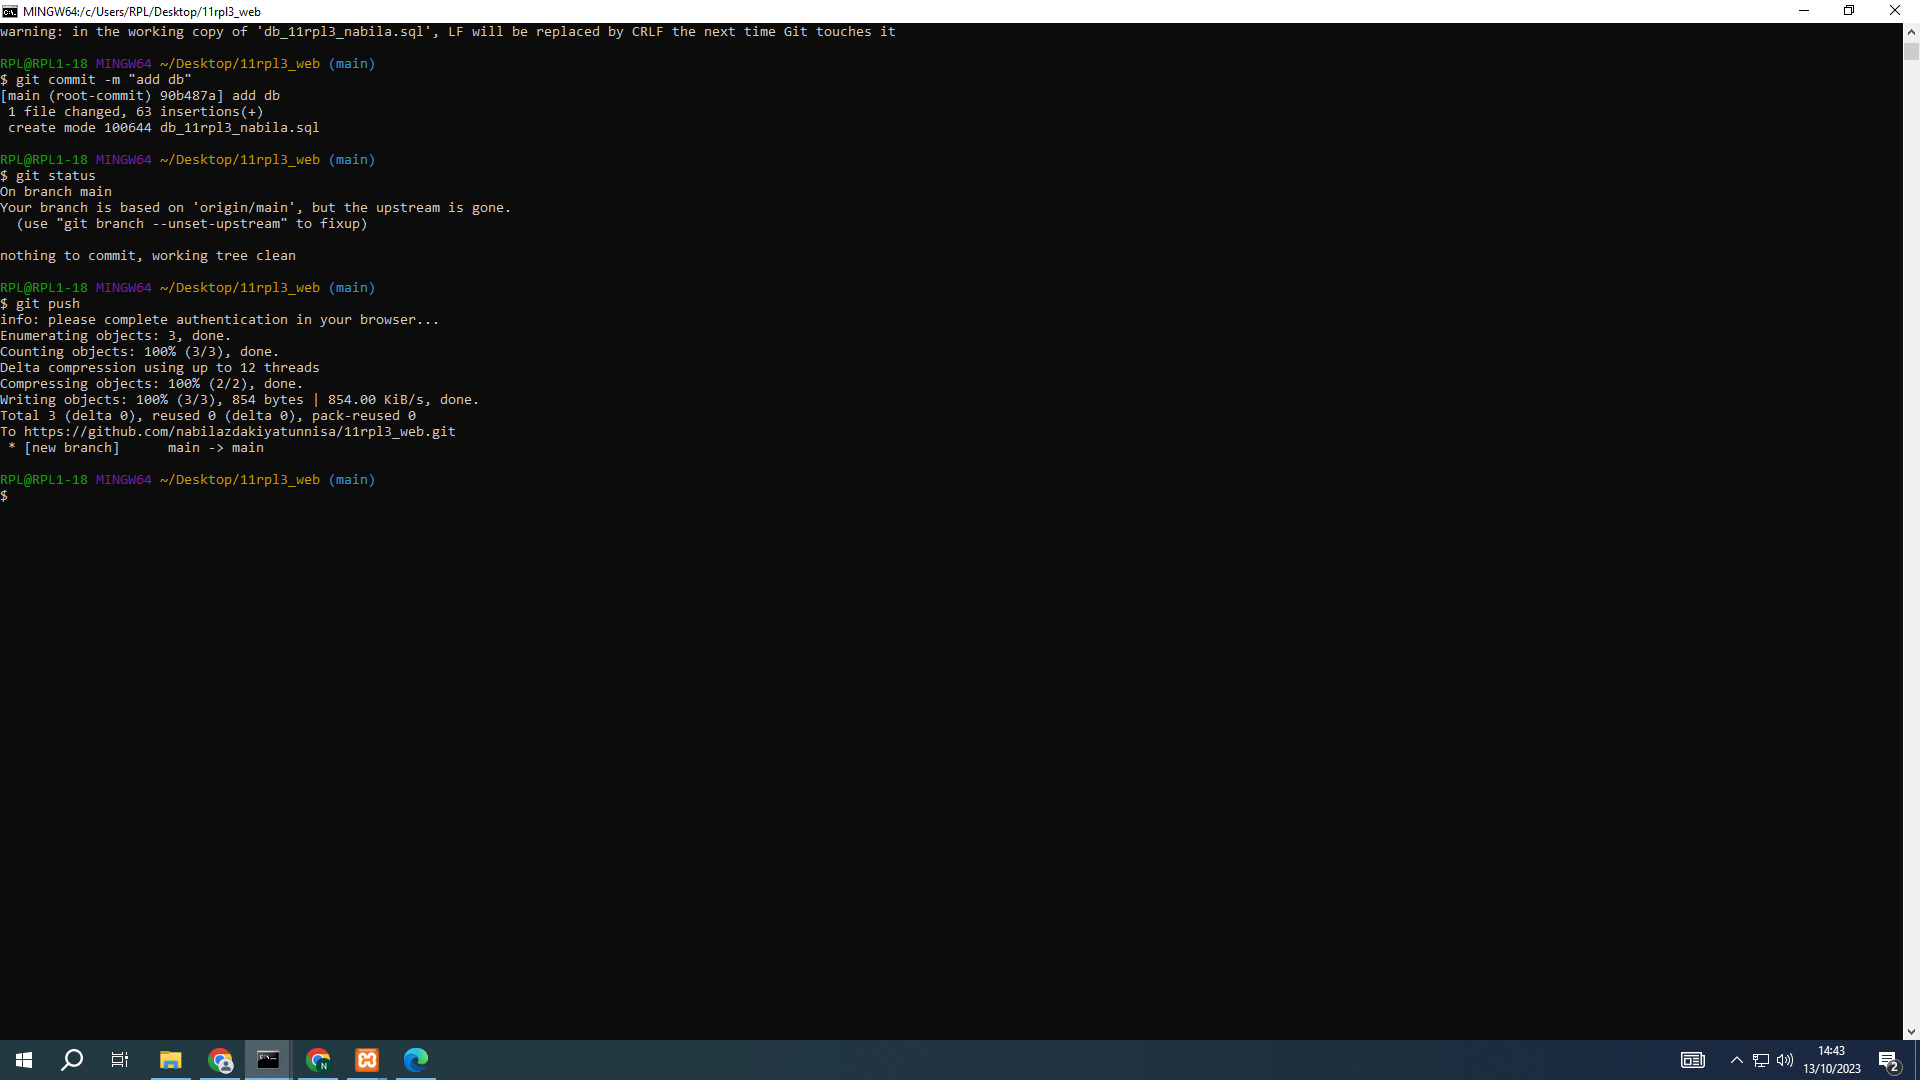 MINGW64:/c/Users/RPL/Desktop/11rpl3_web
warning: in the working copy of 'db_11rpl3_nabila.sql', LF will be replaced by CRLF the next time Git touches it
RPL@RPL1-18 MINGW64 ~/Desktop/11rpl3_web (main)
$ git commit -m "add db"
[main (root-commit) 90b487a] add db
1 file changed, 63 insertions(+)
create mode 100644 db_11rpl3_nabila.sql
RPL@RPL1-18 MINGW64 ~/Desktop/11rpl3_web (main)
$ git status
On branch main
Your branch is based on 'origin/main', but the upstream is gone.
(use "git branch --unset-upstream" to fixup)
nothing to commit, working tree clean
RPL@RPL1-18 MINGW64 ~/Desktop/11rpl3_web (main)
$ git push
info: please complete authentication in your browser...
Enumerating objects: 3, done.
Counting objects: 100% (3/3), done.
Delta compression using up to 12 threads
Compressing objects: 100% (2/2), done.
Writing objects: 100% (3/3), 854 bytes | 854.00 KiB/s, done.
Total 3 (delta 0), reused 0 (delta 0), pack-reused 0
To https://github.com/nabilazdakiyatunnisa/11rpl3_web.git
* [new branch]      main -> main
RPL@RPL1-18 MINGW64 ~/Desktop/11rpl3_web (main)
$
N
14:43
13/10/2023
2